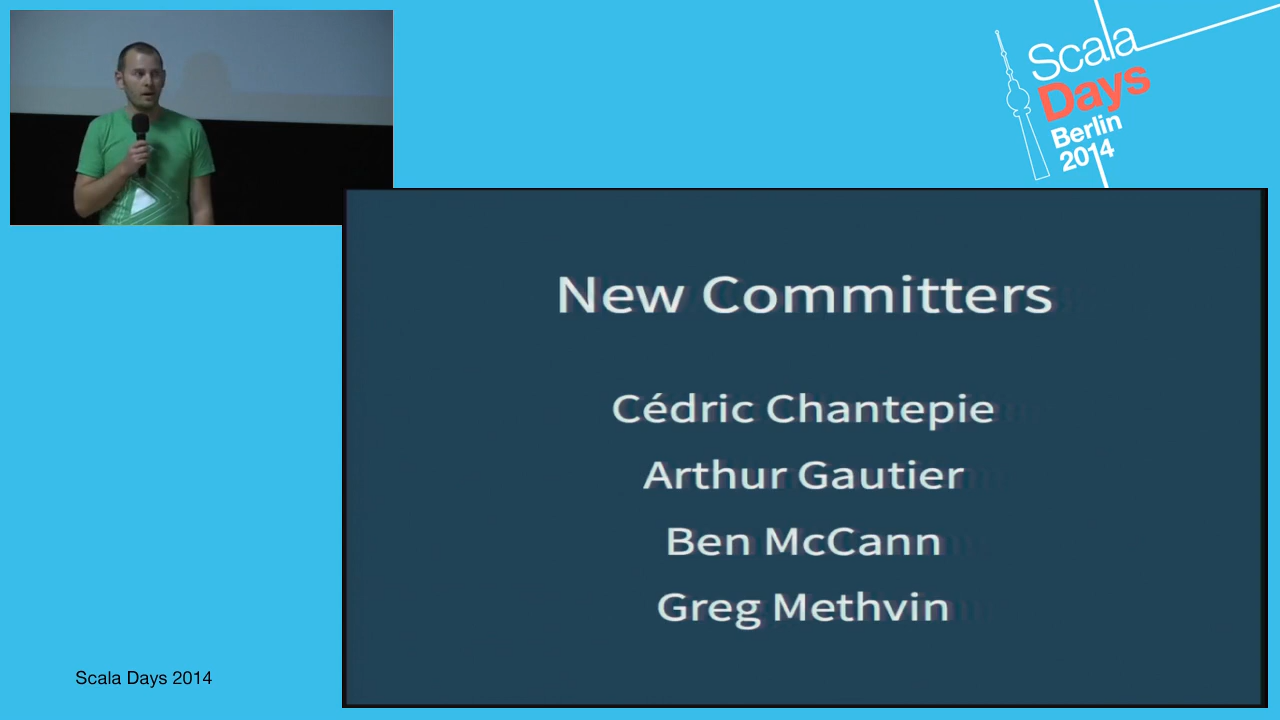 Scala
Days
Berlin
2014
New Committers
Cédric Chantepie
Arthur Gautier
Ben McCann
Greg Methvin
Scala Days 2014